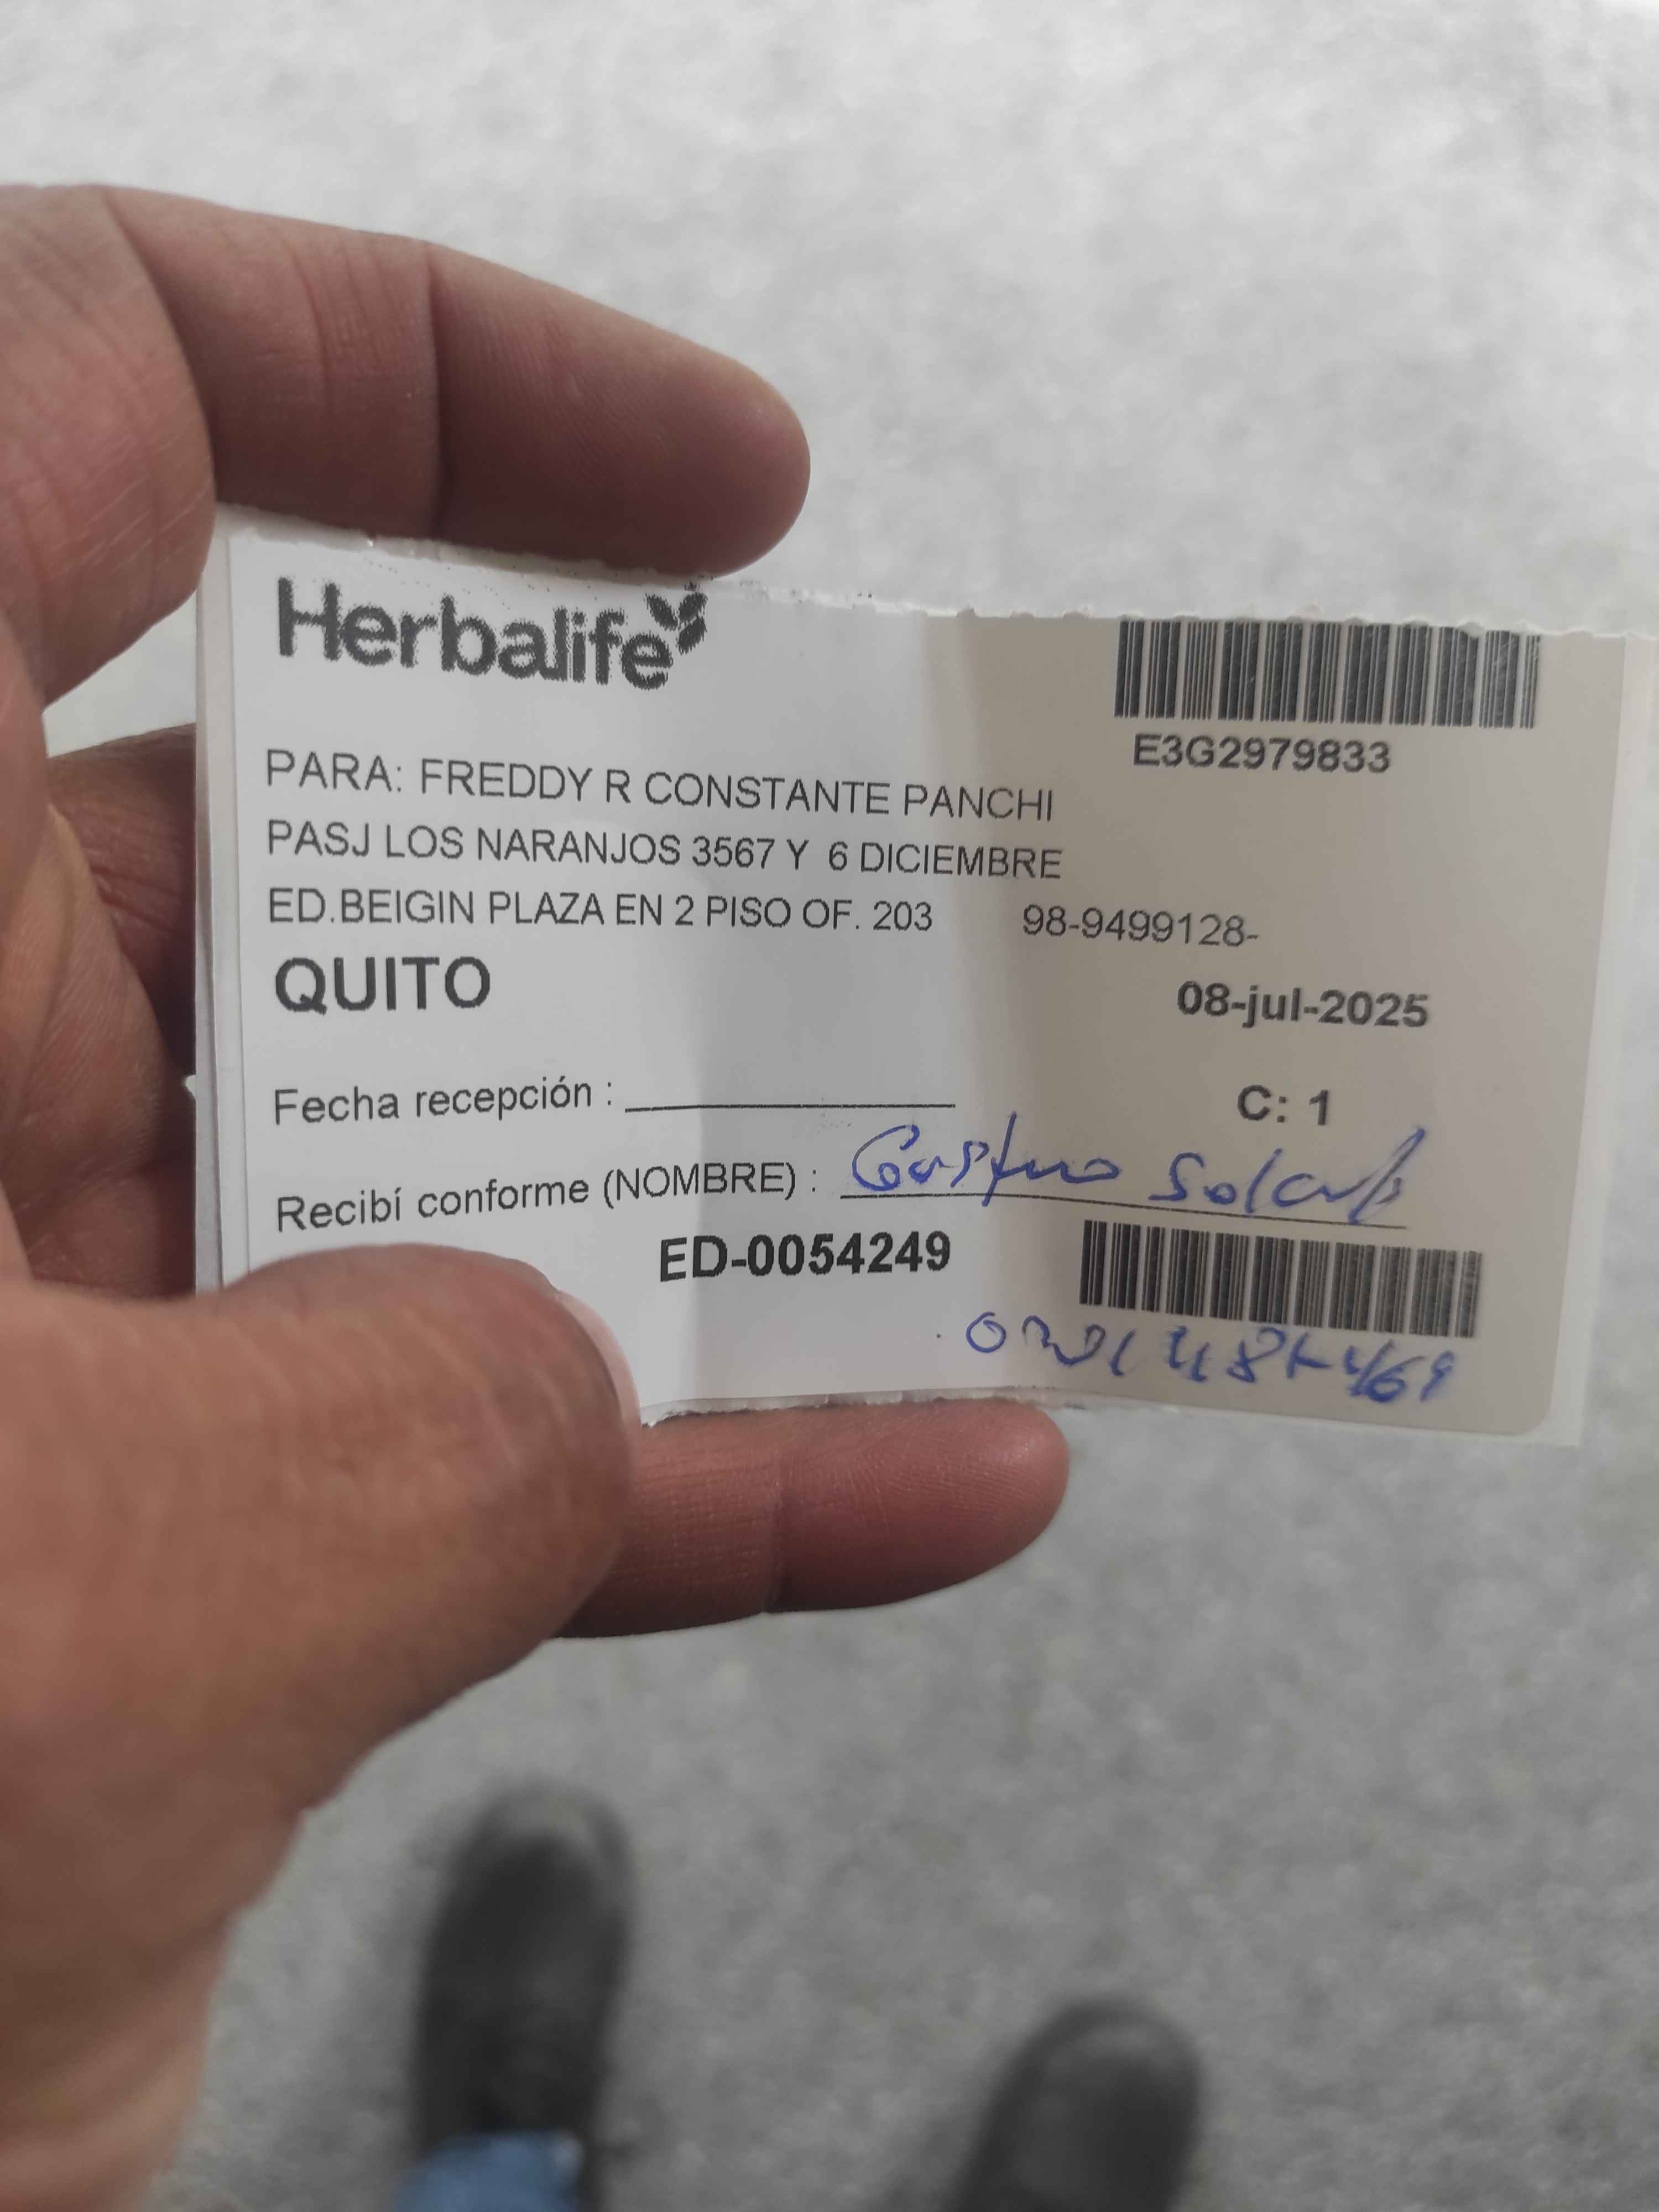 Herbalife
E3G2979833
PARA: FREDDY R CONSTANTE PANCHI
PASJ LOS NARANJOS 3567 Y 6 DICIEMBRE
ED.BEIGIN PLAZA EN 2 PISO OF. 203 98-9499128-
QUITO
08-jul-2025
Fecha recepción :
C: 1
Recibí conforme (NOMBRE) :
ED-0054249